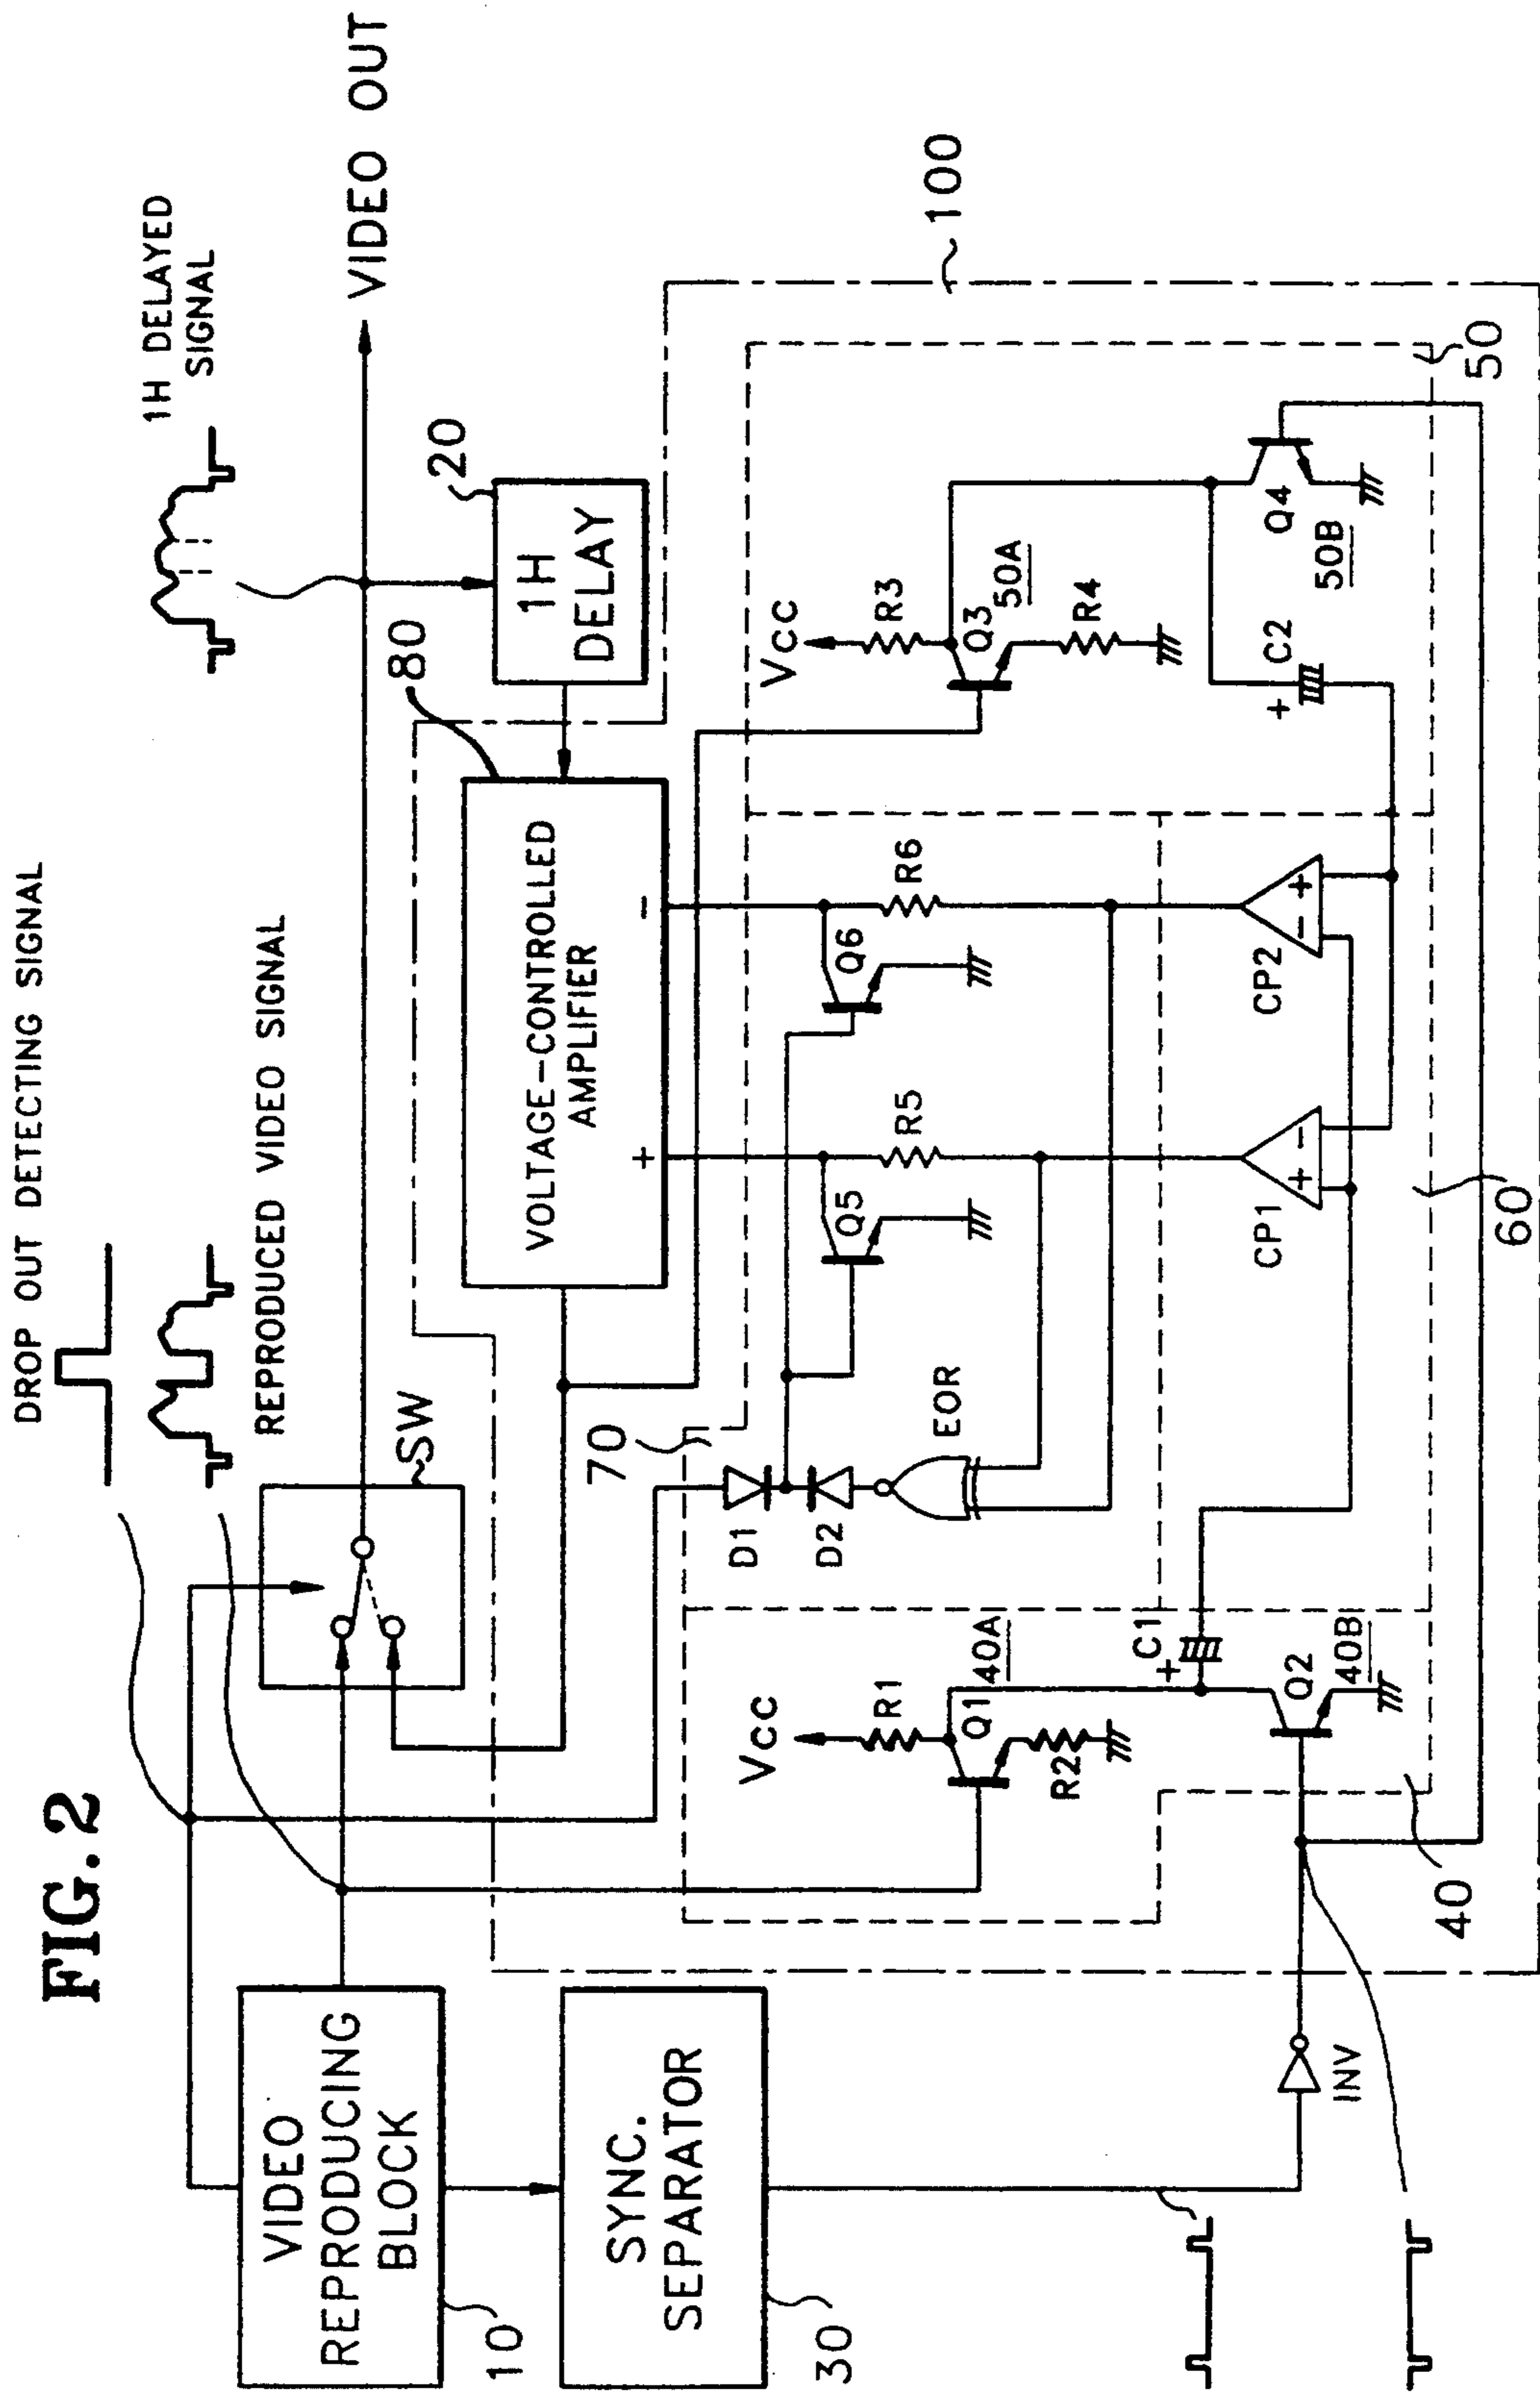 FIG. 2
DROP OUT DETECTING SIGNAL
REPRODUCED VIDEO SIGNAL
1H DELAYED
SIGNAL
VIDEO OUT
SW
VIDEO
REPRODUCING
BLOCK
10
SYNC.
SEPARATOR
30
INV
1H
DELAY
20
VOLTAGE-CONTROLLED
AMPLIFIER
80
+
-
100
Vcc
R1
Q1
40A
R2
C1
+
Q2
40B
40
70
D1
D2
EOR
Q5
R5
Q6
R6
CP1
+
-
CP2
-
+
60
Vcc
R3
Q3
50A
R4
C2
+
Q4
50B
50